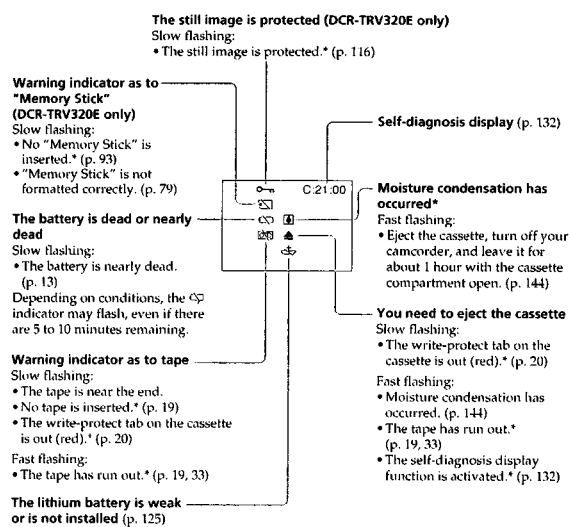 The still image is protected (DCR-TRV320E only)
Slow flashing:
• The still image is protected.* (p. 116)
Warning indicator as to
"Memory Stick"
(DCR-TRV320E only)
Slow flashing:
• No "Memory Stick" is
inserted.* (p. 93)
• "Memory Stick" is not
formatted correctly. (p. 79)
The battery is dead or nearly
dead
Slow flashing:
• The battery is nearly dead.
(p. 13)
Depending on conditions, the
indicator may flash, even if there
are 5 to 10 minutes remaining.
Warning indicator as to tape
Slow flashing:
• The tape is near the end.
• No tape is inserted.* (p. 19)
• The write-protect tab on the cassette
is out (red).* (p. 20)
Fast flashing:
• The tape has run out.* (p. 19, 33)
The lithium battery is weak
or is not installed (p. 125)
C:21:00
Self-diagnosis display (p. 132)
Moisture condensation has
occurred*
Fast flashing:
• Eject the cassette, turn off your
camcorder, and leave it for
about 1 hour with the cassette
compartment open. (p. 144)
You need to eject the cassette
Slow flashing:
• The write-protect tab on the
cassette is out (red).* (p. 20)
Fast flashing:
• Moisture condensation has
occurred. (p. 144)
• The tape has run out.*
(p. 19, 33)
• The self-diagnosis display
function is activated.* (p. 132)